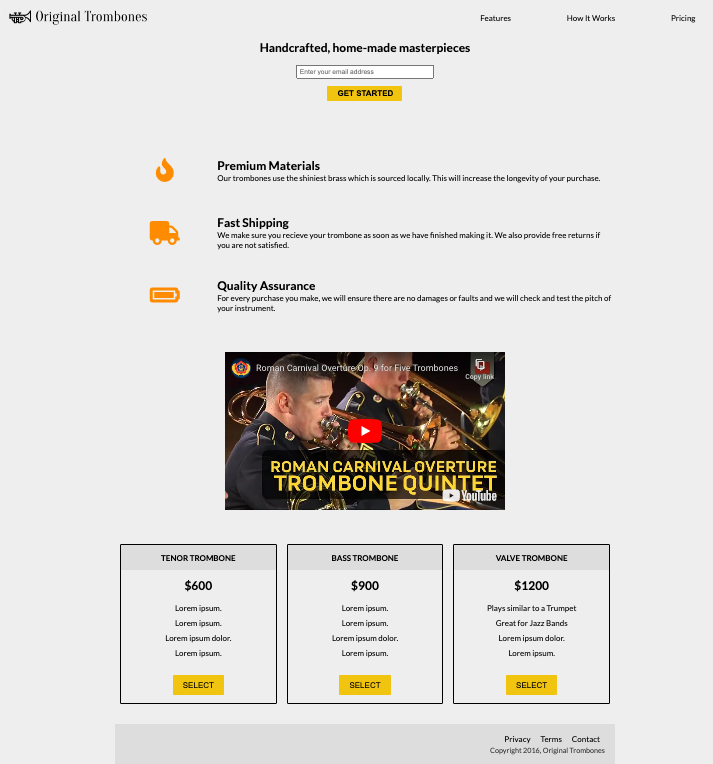 Original Trombones
Features
How It Works
Pricing
Handcrafted, home-made masterpieces
Enter your email address
GET STARTED
Premium Materials
Our trombones use the shiniest brass which is sourced locally. This will increase the longevity of your purchase.
Fast Shipping
We make sure you recieve your trombone as soon as we have finished making it. We also provide free returns if
you are not satisfied.
Quality Assurance
For every purchase you make, we will ensure there are no damages or faults and we will check and test the pitch of
your instrument.
Roman Carnival Overture Op. 9 for Five Trombones
Copy link
ROMAN CARNIVAL OVERTURE
TROMBONE QUINTET
YouTube
TENOR TROMBONE
$600
Lorem ipsum.
Lorem ipsum.
Lorem ipsum dolor.
Lorem ipsum.
SELECT
BASS TROMBONE
$900
Lorem ipsum.
Lorem ipsum.
Lorem ipsum dolor.
Lorem ipsum.
SELECT
VALVE TROMBONE
$1200
Plays similar to a Trumpet
Great for Jazz Bands
Lorem ipsum dolor.
Lorem ipsum.
SELECT
Privacy
Terms
Contact
Copyright 2016, Original Trombones